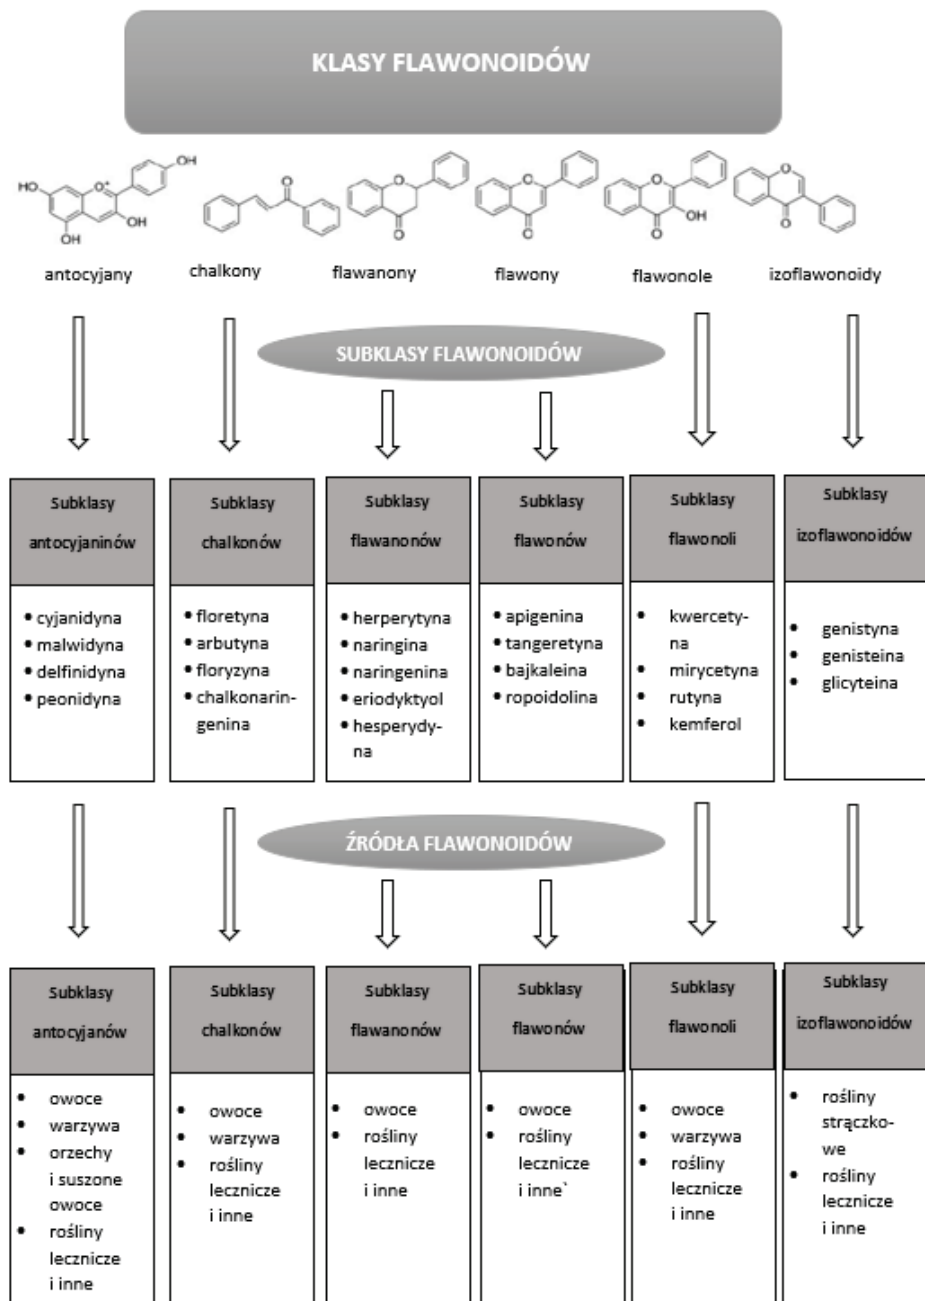 KLASY FLAWONOIDÓW
OH
HO
O+
OH
OH
O
O
O
O
O
O
OH
O
O
O
antocyjany
chalkony
flawanony
flawony
flawonole
izoflawonoidy
SUBKLASY FLAWONOIDÓW
Subklasy
antocyjaninów
• cyjanidyna
• malwidyna
• delfinidyna
• peonidyna
Subklasy
chalkonów
• floretyna
• arbutyna
• floryzyna
• chalkonarin-
genina
Subklasy
flawanonów
• herperytyna
• naringina
• naringenina
• eriodyktyol
• hesperydy-
na
Subklasy
flawonów
• apigenina
• tangeretyna
• bajkaleina
• ropoidolina
Subklasy
flawonoli
• kwercety-
na
• mirycetyna
• rutyna
• kemferol
Subklasy
izoflawonoidów
• genistyna
• genisteina
• glicyteina
ŹRÓDŁA FLAWONOIDÓW
Subklasy
antocyjanów
• owoce
• warzywa
• orzechy
i suszone
owoce
• rośliny
lecznicze
i inne
Subklasy
chalkonów
• owoce
• warzywa
• rośliny
lecznicze
i inne
Subklasy
flawanonów
• owoce
• rośliny
lecznicze
i inne
Subklasy
flawonów
• owoce
• rośliny
lecznicze
i inne`
Subklasy
flawonoli
• owoce
• warzywa
• rośliny
lecznicze
i inne
Subklasy
izoflawonoidów
• rośliny
strączko-
we
• rośliny
lecznicze
i inne